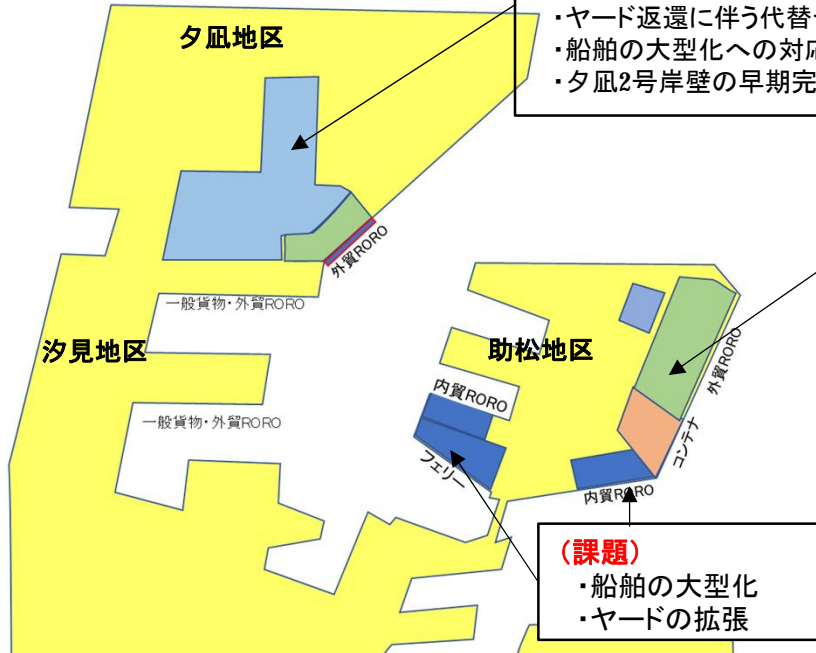 ・ヤード返還に伴う代替
・船舶の大型化への対応
・夕凪2号岸壁の早期完
夕凪地区
外貿RORO
一般貨物・外貿RORO
汐見地区
助松地区
外貿RORO
内貿RORO
一般貨物・外貿RORO
コンテナ
フェリー
内貿RORO
(課題)
・船舶の大型化
・ヤードの拡張